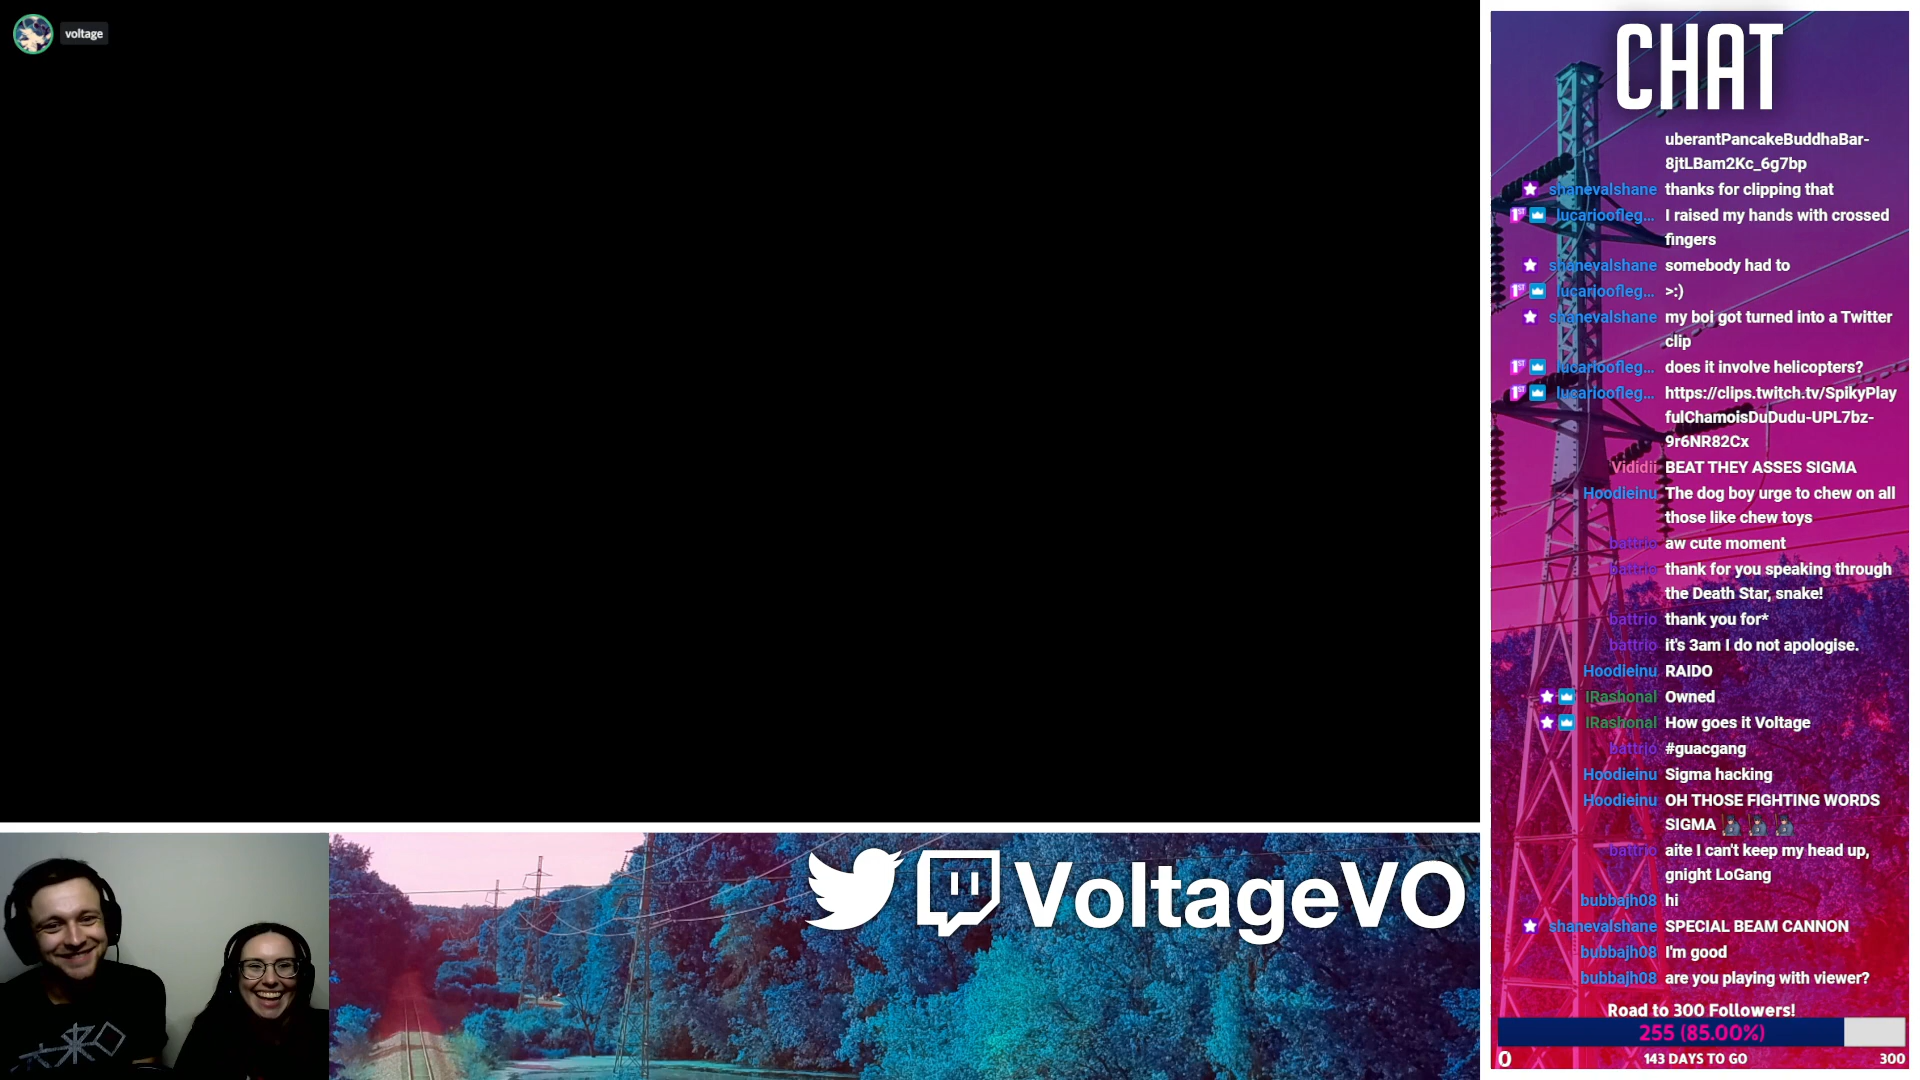 voltage
CHAT
uberantPancakeBuddhaBar-
8jtLBam2Kc_6g7bp
shanevalshane thanks for clipping that
1ST lucarioofleg... I raised my hands with crossed
fingers
shanevalshane somebody had to
1ST lucarioofleg... >:)
shanevalshane my boi got turned into a Twitter
clip
1ST lucarioofleg... does it involve helicopters?
1ST lucarioofleg... https://clips.twitch.tv/SpikyPlay
fulChamoisDuDudu-UPL7bz-
9r6NR82Cx
Vididii BEAT THEY ASSES SIGMA
Hoodieinu The dog boy urge to chew on all
those like chew toys
battrio aw cute moment
battrio thank for you speaking through
the Death Star, snake!
battrio thank you for*
battrio it's 3am I do not apologise.
Hoodieinu RAIDO
IRashonal Owned
IRashonal How goes it Voltage
battrio #guacgang
Hoodieinu Sigma hacking
Hoodieinu OH THOSE FIGHTING WORDS
SIGMA
battrio aite I can't keep my head up,
gnight LoGang
bubbajh08 hi
shanevalshane SPECIAL BEAM CANNON
bubbajh08 I'm good
bubbajh08 are you playing with viewer?
Road to 300 Followers!
255 (85.00%)
0 143 DAYS TO GO 300
VoltageVO